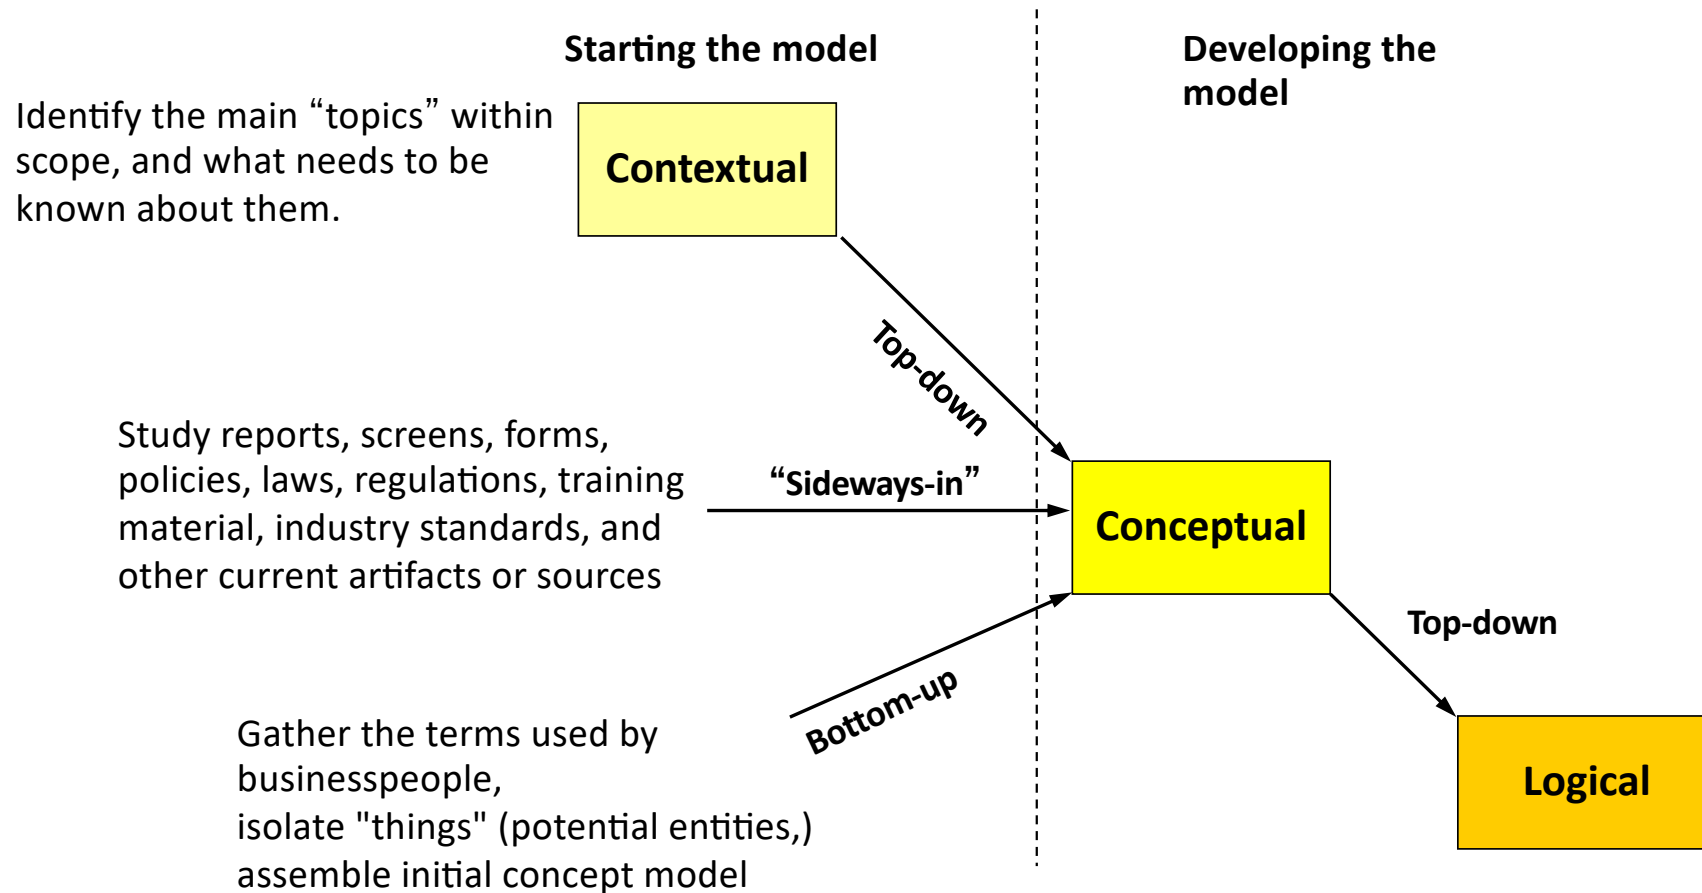 Starting the model
Developing the
model
Identify the main “topics” within
scope, and what needs to be
known about them.
Contextual
Top-down
Study reports, screens, forms,
policies, laws, regulations, training
material, industry standards, and
other current artifacts or sources
“Sideways-in”
Conceptual
Top-down
Bottom-up
Gather the terms used by
businesspeople,
isolate "things" (potential entities,)
assemble initial concept model
Logical